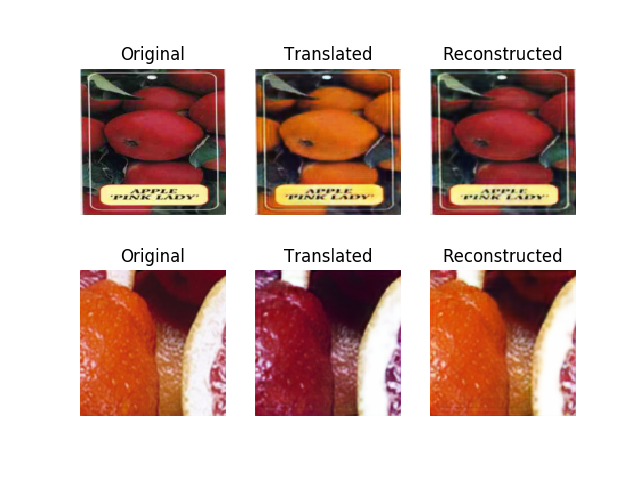 Original Translated Reconstructed
APPLE APPLE APPLE
"PINK LADY" "PINK LADY" "PINK LADY"
Original Translated Reconstructed